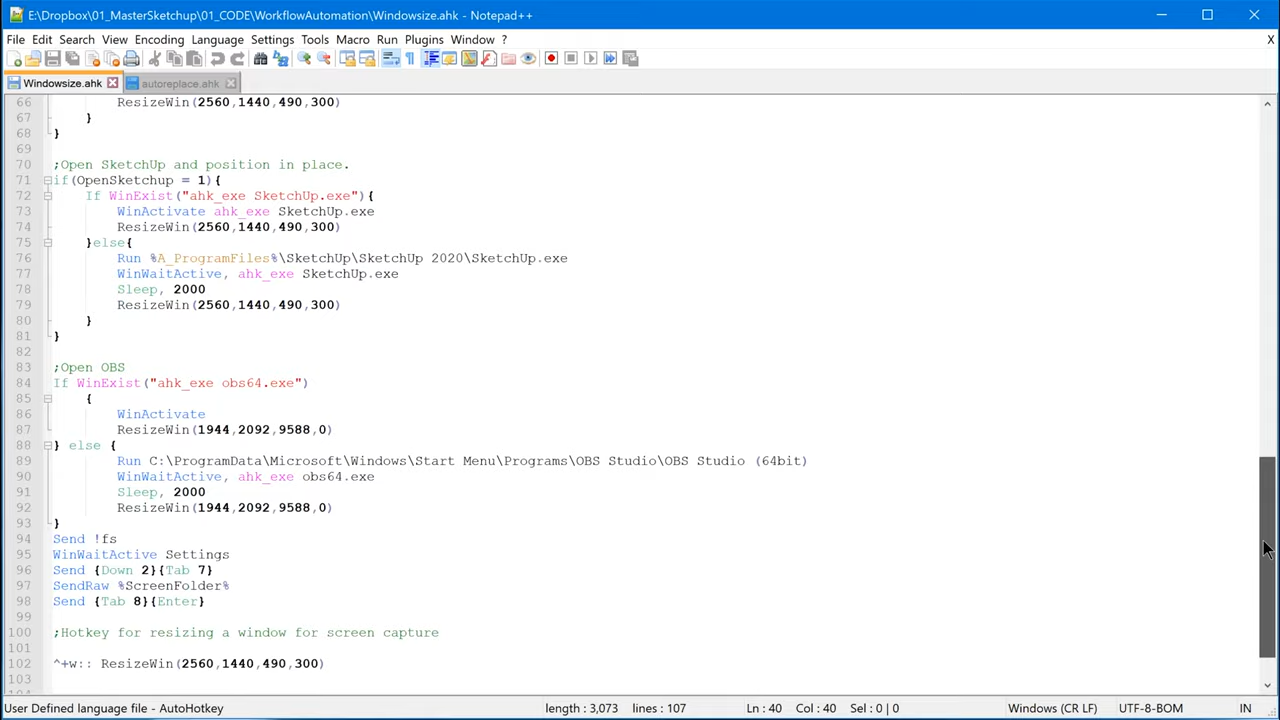 E:\Dropbox\01_MasterSketchup\01_CODE\WorkflowAutomation\Windowsize.ahk - Notepad++
File Edit Search View Encoding Language Settings Tools Macro Run Plugins Window ? X
Windowsize.ahk autoreplace.ahk
66 ResizeWin(2560,1440,490,300)
67 }
68 }
69
70 ;Open SketchUp and position in place.
71 if(OpenSketchup = 1){
72 If WinExist("ahk_exe SketchUp.exe"){
73 WinActivate ahk_exe SketchUp.exe
74 ResizeWin(2560,1440,490,300)
75 }else{
76 Run %A_ProgramFiles%\SketchUp\SketchUp 2020\SketchUp.exe
77 WinWaitActive, ahk_exe SketchUp.exe
78 Sleep, 2000
79 ResizeWin(2560,1440,490,300)
80 }
81 }
82
83 ;Open OBS
84 If WinExist("ahk_exe obs64.exe")
85 {
86 WinActivate
87 ResizeWin(1944,2092,9588,0)
88 } else {
89 Run C:\ProgramData\Microsoft\Windows\Start Menu\Programs\OBS Studio\OBS Studio (64bit)
90 WinWaitActive, ahk_exe obs64.exe
91 Sleep, 2000
92 ResizeWin(1944,2092,9588,0)
93 }
94 Send !fs
95 WinWaitActive Settings
96 Send {Down 2}{Tab 7}
97 SendRaw %ScreenFolder%
98 Send {Tab 8}{Enter}
99
100 ;Hotkey for resizing a window for screen capture
101
102 ^+w:: ResizeWin(2560,1440,490,300)
103
User Defined language file - AutoHotkey length : 3,073 lines : 107 Ln : 40 Col : 40 Sel : 0 | 0 Windows (CR LF) UTF-8-BOM IN